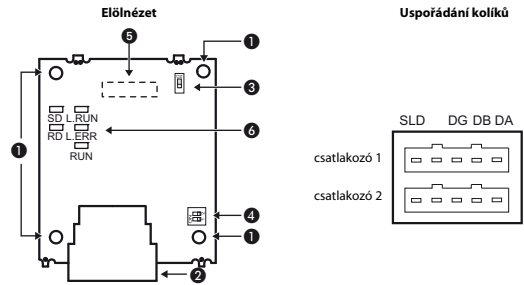 Elölnézet
Uspořádání kolíků
❺
❶
❸
SD L.RUN
RD L.ERR
RUN
❻
❶
❹
❶
❷
SLD DG DB DA
csatlakozó 1
csatlakozó 2